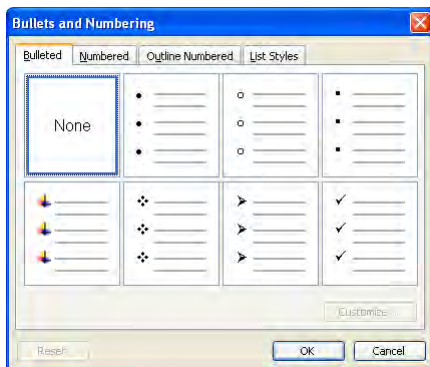 Bullets and Numbering
Bulleted Numbered Outline Numbered List Styles
None
Customize...
Reset
OK Cancel